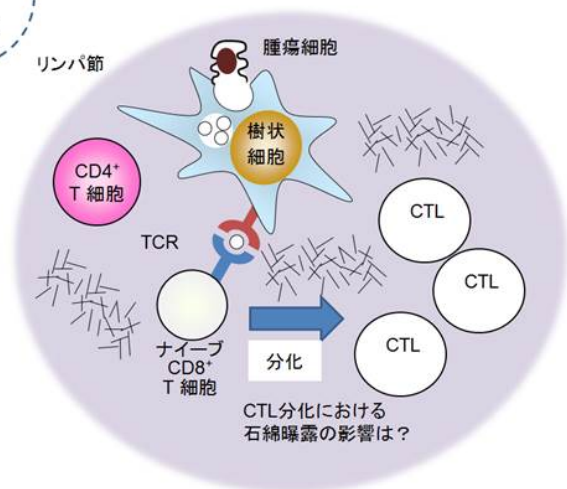 リンパ節
腫瘍細胞
樹状
細胞
CD4⁺
T 細胞
TCR
CTL
CTL
CTL
ナイーブ
CD8⁺
T 細胞
分化
CTL分化における
石綿曝露の影響は？